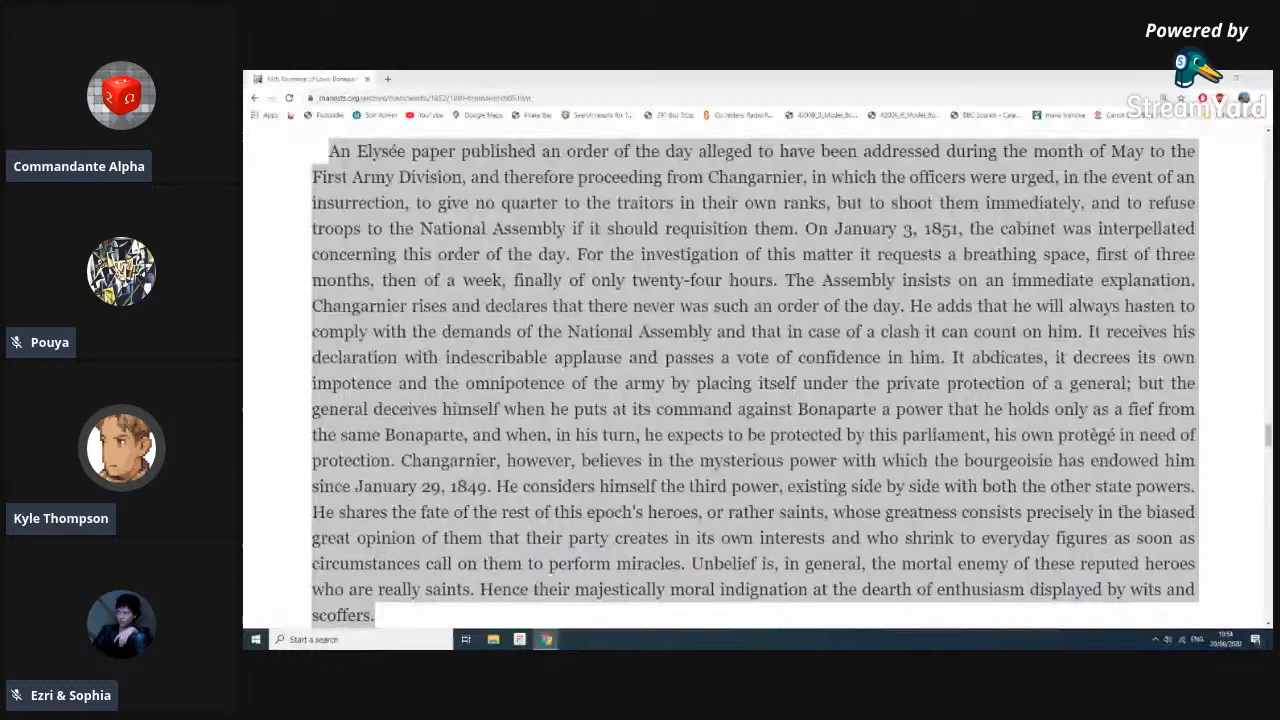 Powered by
StreamYard
Commandante Alpha
Pouya
Kyle Thompson
Ezri & Sophia
Apps
YouTube
Google Maps
An Elysée paper published an order of the day alleged to have been addressed during the month of May to the
First Army Division, and therefore proceeding from Changarnier, in which the officers were urged, in the event of an
insurrection, to give no quarter to the traitors in their own ranks, but to shoot them immediately, and to refuse
troops to the National Assembly if it should requisition them. On January 3, 1851, the cabinet was interpellated
concerning this order of the day. For the investigation of this matter it requests a breathing space, first of three
months, then of a week, finally of only twenty-four hours. The Assembly insists on an immediate explanation.
Changarnier rises and declares that there never was such an order of the day. He adds that he will always hasten to
comply with the demands of the National Assembly and that in case of a clash it can count on him. It receives his
declaration with indescribable applause and passes a vote of confidence in him. It abdicates, it decrees its own
impotence and the omnipotence of the army by placing itself under the private protection of a general; but the
general deceives himself when he puts at its command against Bonaparte a power that he holds only as a fief from
the same Bonaparte, and when, in his turn, he expects to be protected by this parliament, his own protègé in need of
protection. Changarnier, however, believes in the mysterious power with which the bourgeoisie has endowed him
since January 29, 1849. He considers himself the third power, existing side by side with both the other state powers.
He shares the fate of the rest of this epoch's heroes, or rather saints, whose greatness consists precisely in the biased
great opinion of them that their party creates in its own interests and who shrink to everyday figures as soon as
circumstances call on them to perform miracles. Unbelief is, in general, the mortal enemy of these reputed heroes
who are really saints. Hence their majestically moral indignation at the dearth of enthusiasm displayed by wits and
scoffers.
Start a search
ENG
19:54
20/06/2020